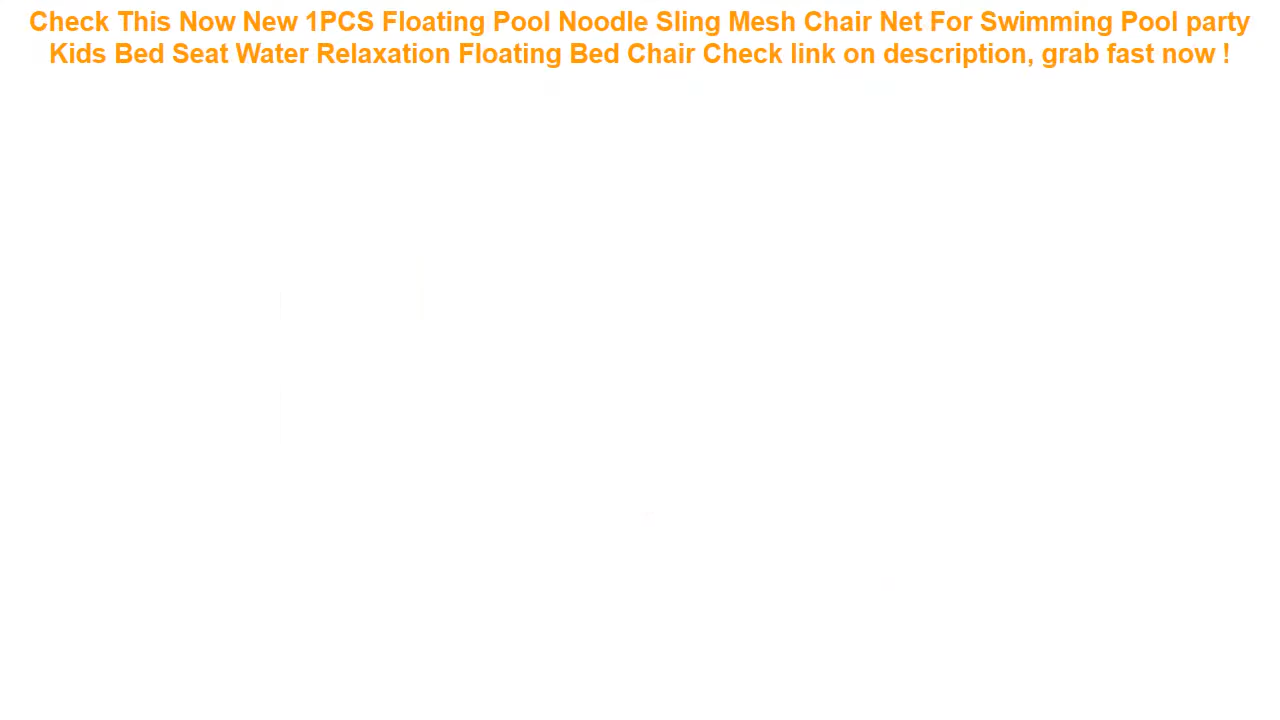 Check This Now New 1PCS Floating Pool Noodle Sling Mesh Chair Net For Swimming Pool party
Kids Bed Seat Water Relaxation Floating Bed Chair Check link on description, grab fast now !